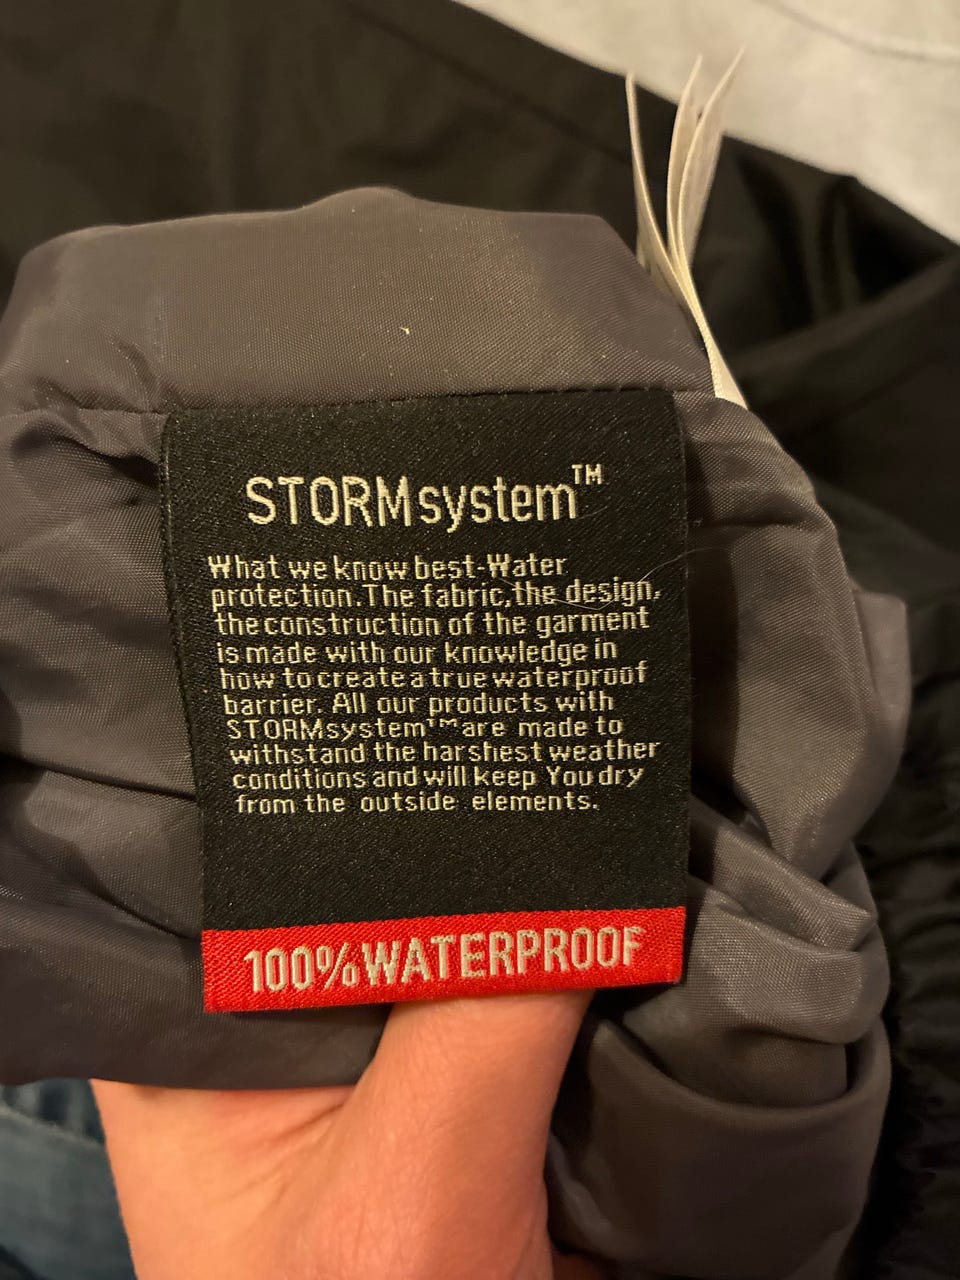 STORMsystem™
What we know best-Water
protection.The fabric,the design,
the construction of the garment
is made with our knowledge in
how to create a true waterproof
barrier. All our products with
STORMsystem™ are made to
withstand the harshest weather
conditions and will keep You dry
from the outside elements.
100% WATERPROOF